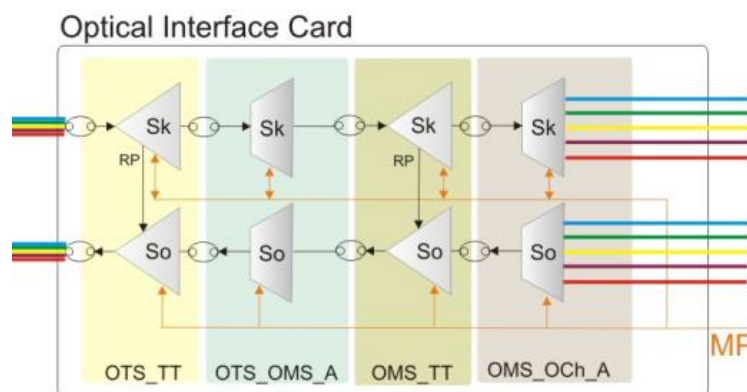 Optical Interface Card
Sk Sk Sk Sk
RP RP
So So So So
MP
OTS_TT OTS_OMS_A OMS_TT OMS_OCh_A